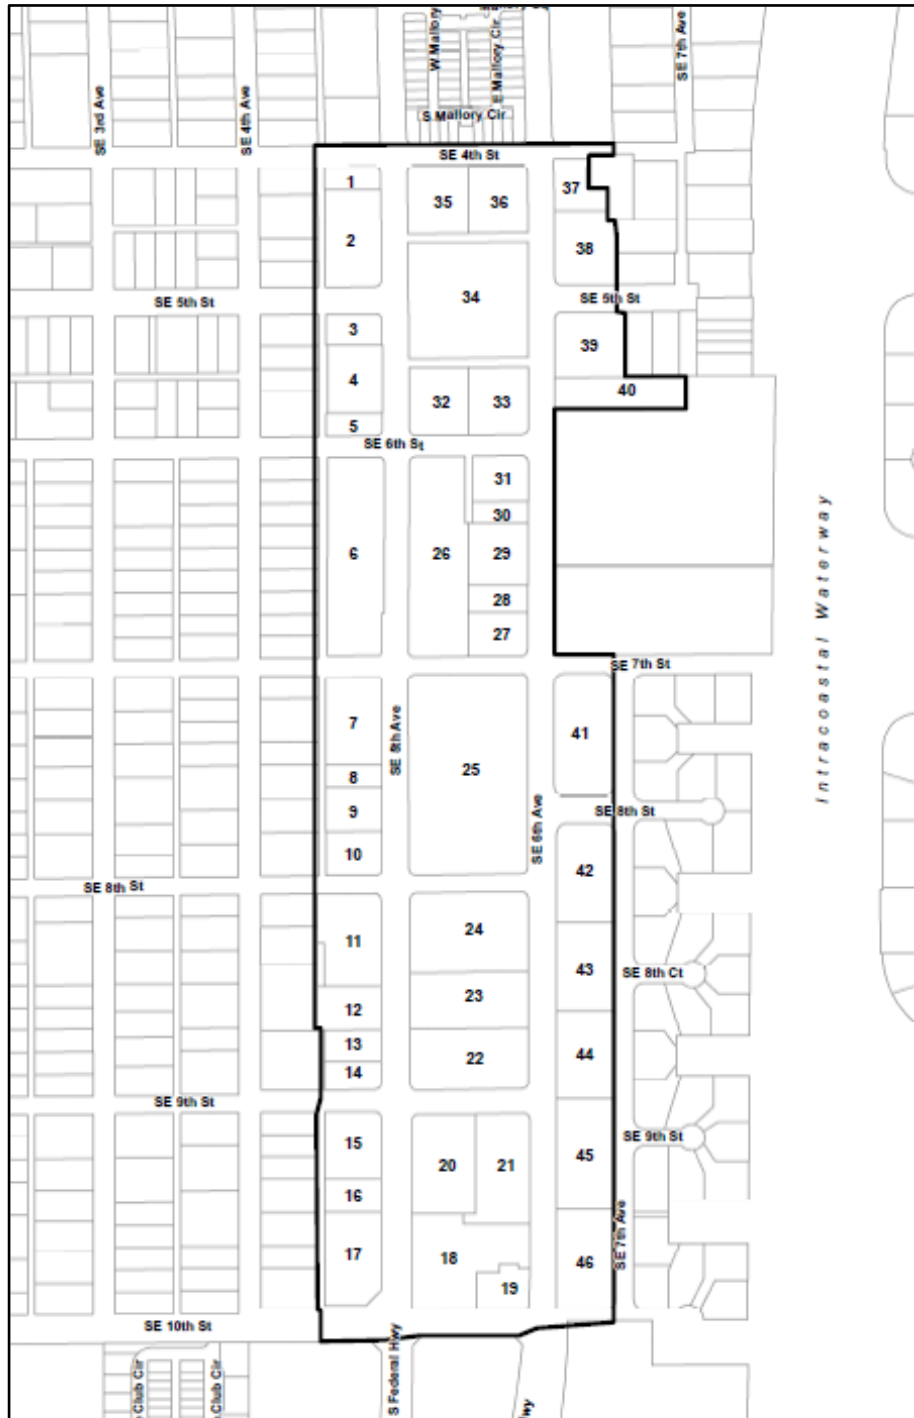 W Mallory
E Mallory Cir
SE 7th Ave
SE 3rd Ave
SE 4th Ave
S Mallory Cir
SE 4th St
1
35
36
37
2
38
34
SE 5th St
SE 5th St
3
39
4
32
33
40
5
SE 6th St
31
30
6
26
29
28
27
Intracoastal Waterway
SE 7th St
7
SE 5th Ave
25
41
8
9
SE 6th Ave
SE 8th St
10
42
SE 8th St
11
24
43
SE 8th Ct
12
23
13
22
44
14
SE 9th St
15
20
21
45
SE 9th St
16
17
18
46
SE 7th Ave
19
SE 10th St
S Federal Hwy
Club Cir
Club Cir
wy